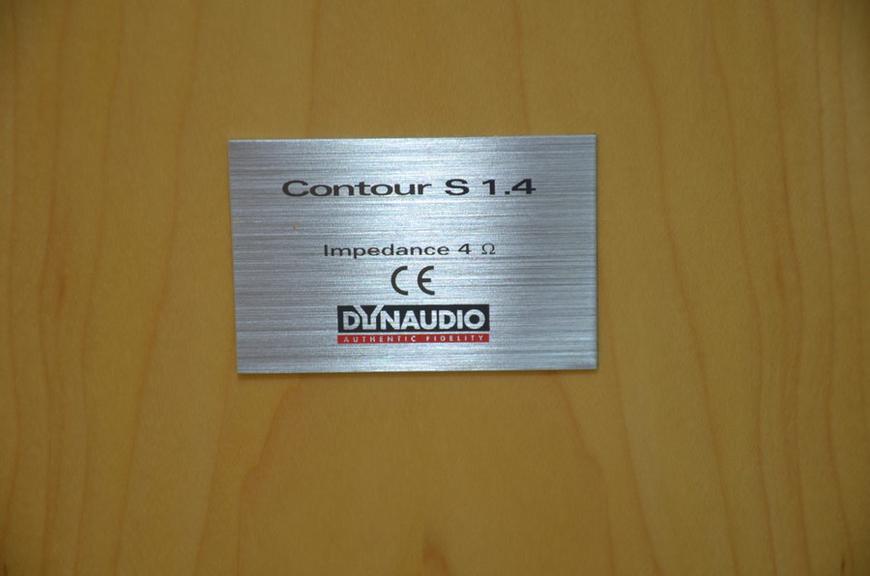 Contour S 1.4
Impedance 4 Ω
CE
DYNAUDIO
AUTHENTIC FIDELITY